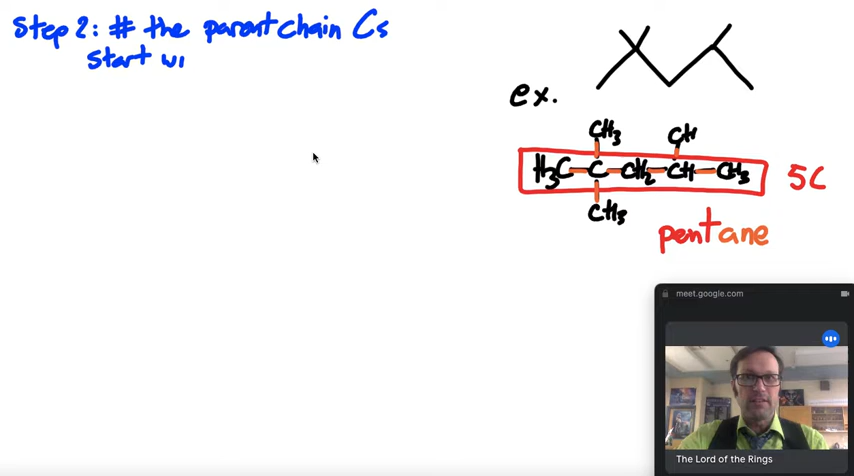 Step 2: # the parent chain Cs
start wi
ex.
CH3 CH
H3C-C-CH2-CH-CH3
5C
CH3
pentane
meet.google.com
The Lord of the Rings